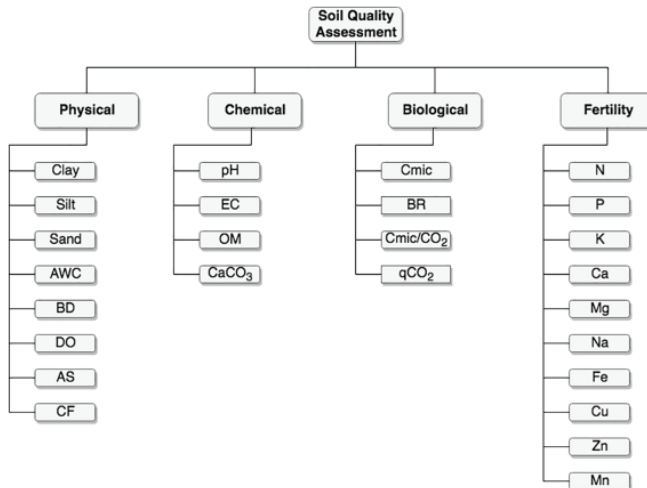 Soil Quality
Assessment
Physical
Chemical
Biological
Fertility
Clay
Silt
Sand
AWC
BD
DO
AS
CF
pH
EC
OM
CaCO₃
Cmic
BR
Cmic/CO₂
qCO₂
N
P
K
Ca
Mg
Na
Fe
Cu
Zn
Mn